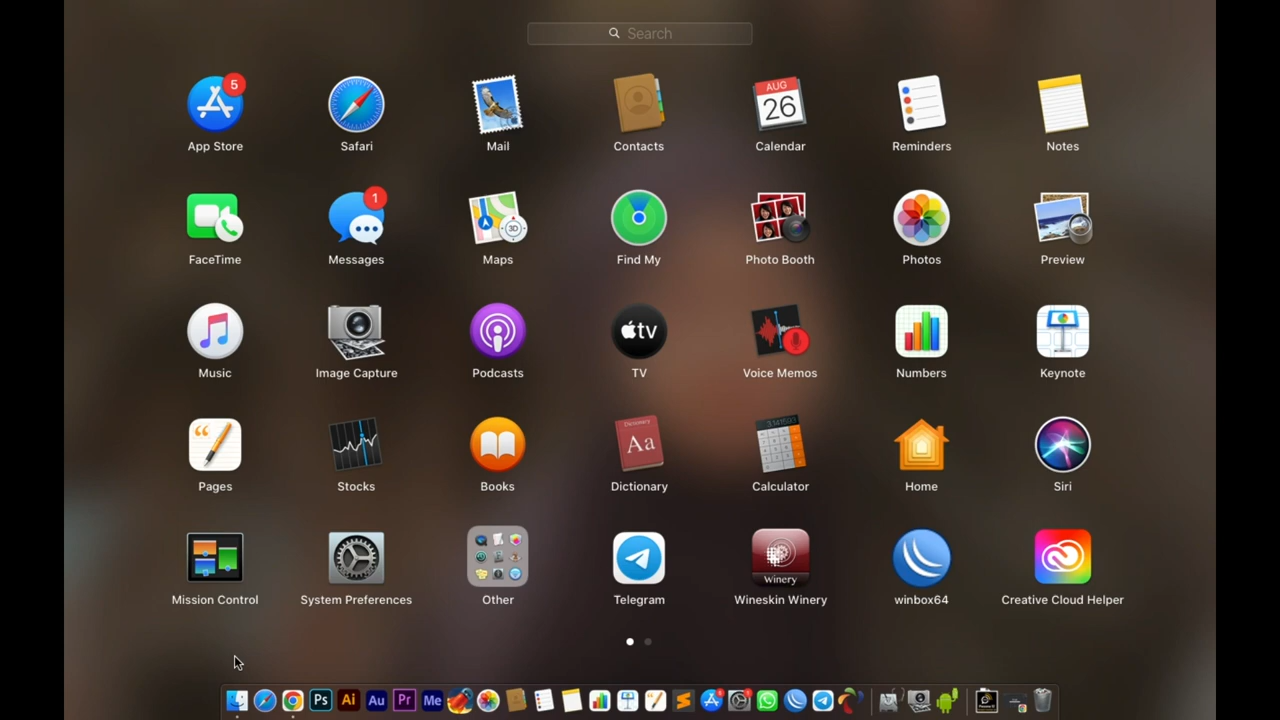 Search
5
App Store
Safari
Mail
Contacts
AUG
26
Calendar
Reminders
Notes
FaceTime
1
Messages
3D
Maps
Find My
Photo Booth
Photos
Preview
Music
Image Capture
Podcasts
tv
TV
Voice Memos
Numbers
Keynote
Pages
Stocks
Books
Dictionary
Aa
Dictionary
Calculator
Home
Siri
Mission Control
System Preferences
Other
Telegram
Winery
Wineskin Winery
winbox64
Creative Cloud Helper
Ps Ai Au Pr Me